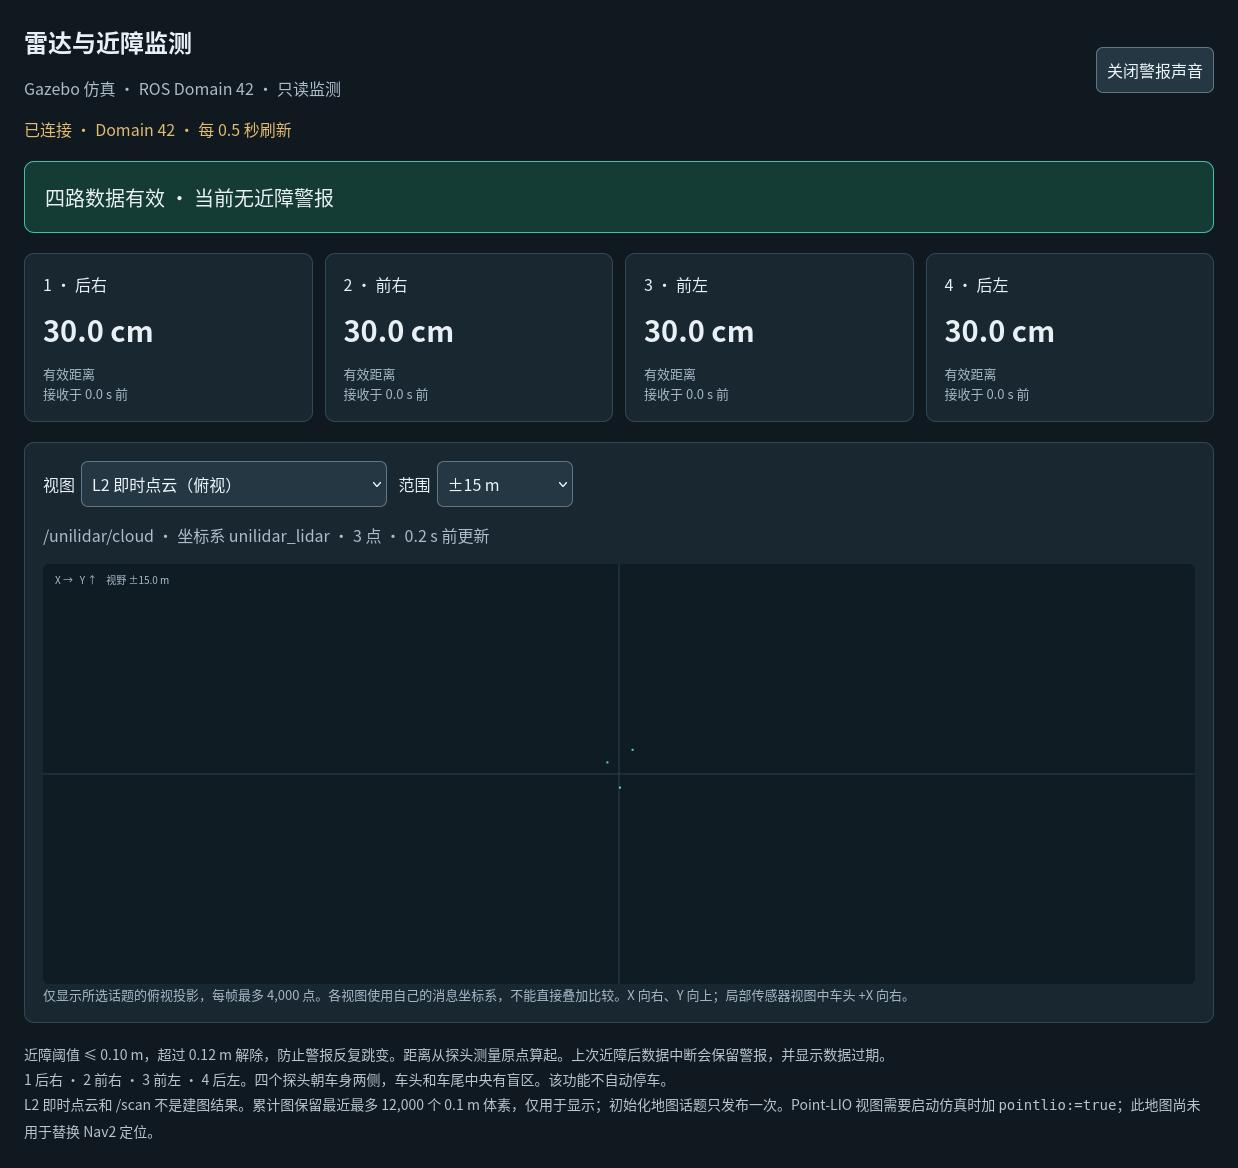 雷达与近障监测
Gazebo 仿真 · ROS Domain 42 · 只读监测
关闭警报声音
已连接 · Domain 42 · 每 0.5 秒刷新
四路数据有效 · 当前无近障警报
1 · 后右
30.0 cm
有效距离
接收于 0.0 s 前
2 · 前右
30.0 cm
有效距离
接收于 0.0 s 前
3 · 前左
30.0 cm
有效距离
接收于 0.0 s 前
4 · 后左
30.0 cm
有效距离
接收于 0.0 s 前
视图 L2 即时点云（俯视） 范围 ±15 m
/unilidar/cloud · 坐标系 unilidar_lidar · 3 点 · 0.2 s 前更新
X → Y ↑ 视野 ±15.0 m
仅显示所选话题的俯视投影，每帧最多 4,000 点。各视图使用自己的消息坐标系，不能直接叠加比较。X 向右、Y 向上；局部传感器视图中车头 +X 向右。
近障阈值 ≤ 0.10 m，超过 0.12 m 解除，防止警报反复跳变。距离从探头测量原点算起。上次近障后数据中断会保留警报，并显示数据过期。
1 后右 · 2 前右 · 3 前左 · 4 后左。四个探头朝车身两侧，车头和车尾中央有盲区。该功能不自动停车。
L2 即时点云和 /scan 不是建图结果。累计图保留最近最多 12,000 个 0.1 m 体素，仅用于显示；初始化地图话题只发布一次。Point-LIO 视图需要启动仿真时加 pointlio:=true；此地图尚未
用于替换 Nav2 定位。